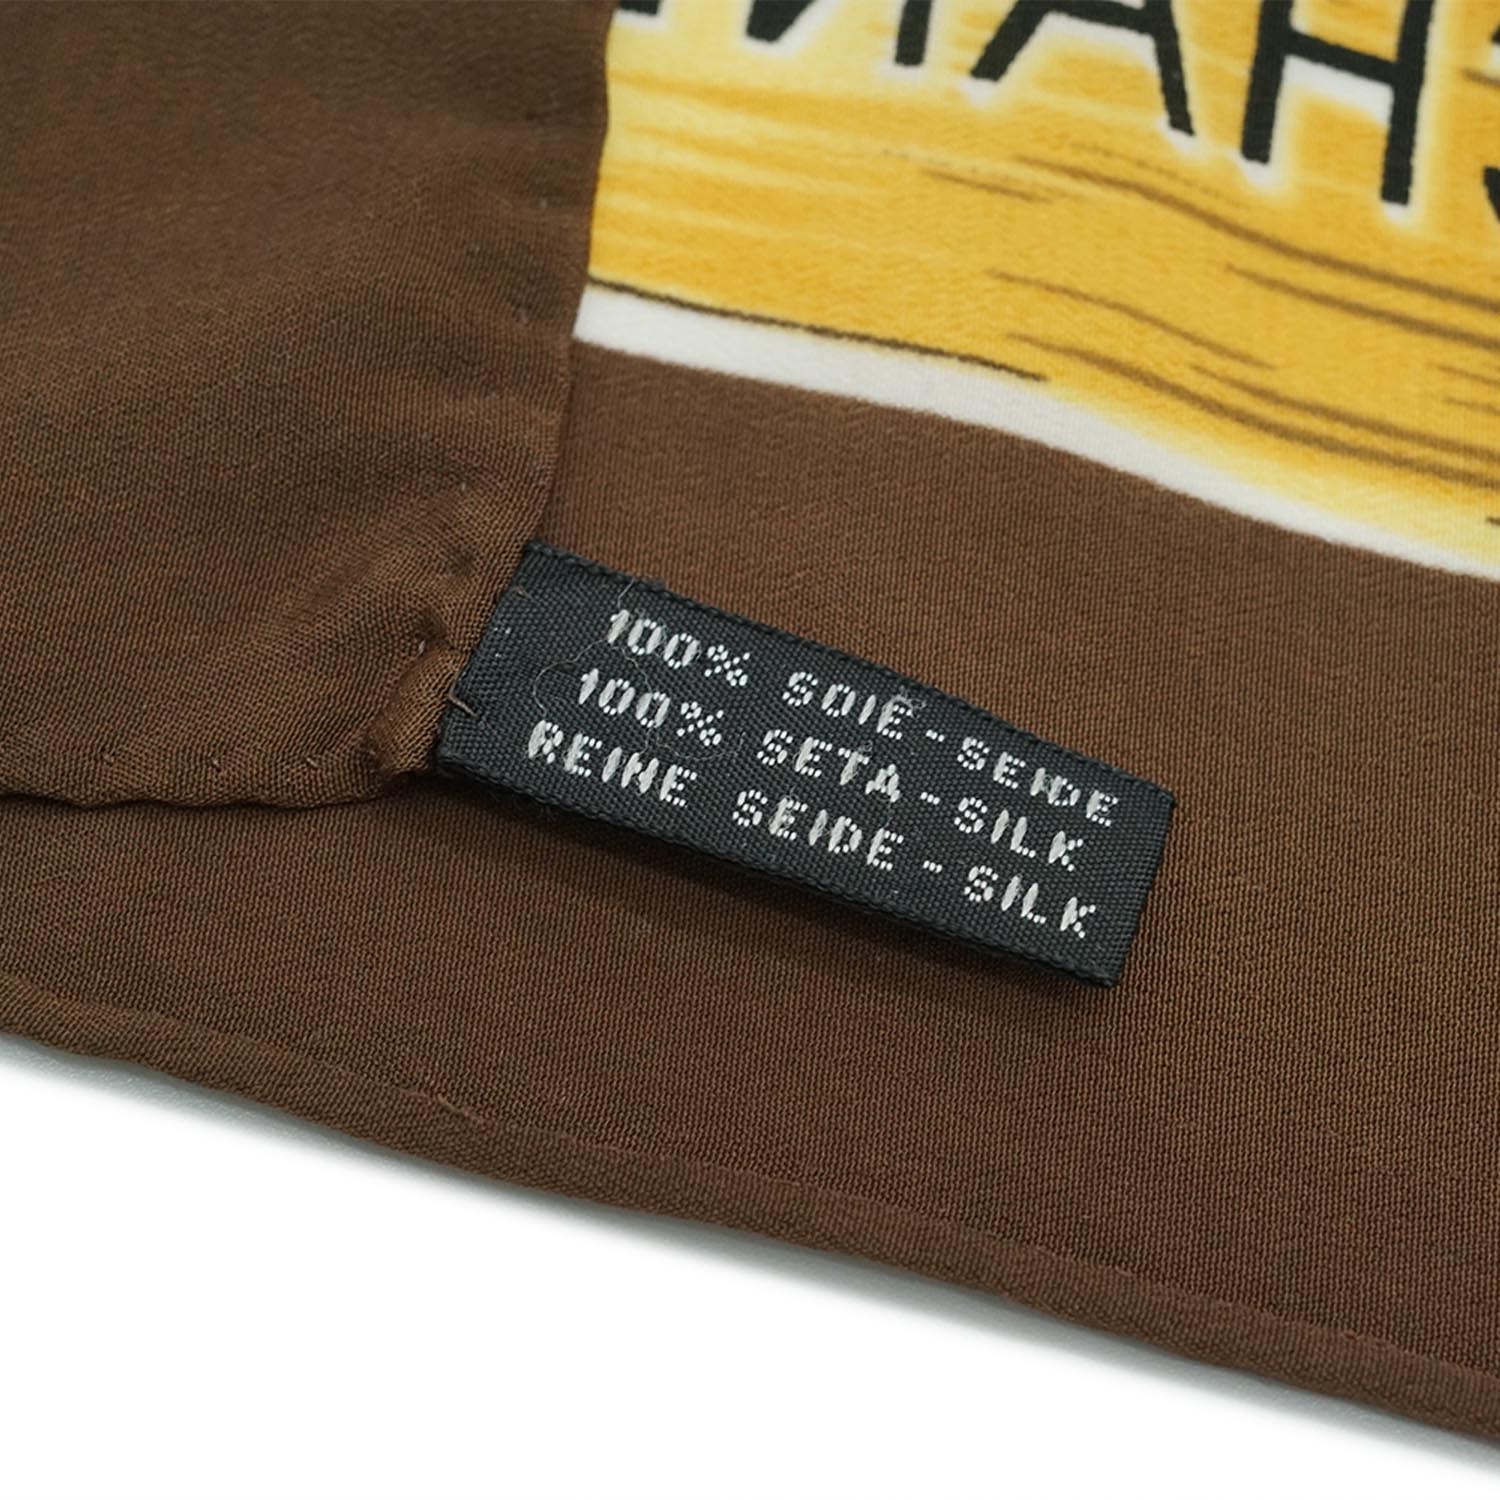 100% SOIE-SEIDE
100% SETA-SILK
REINE SEIDE-SILK